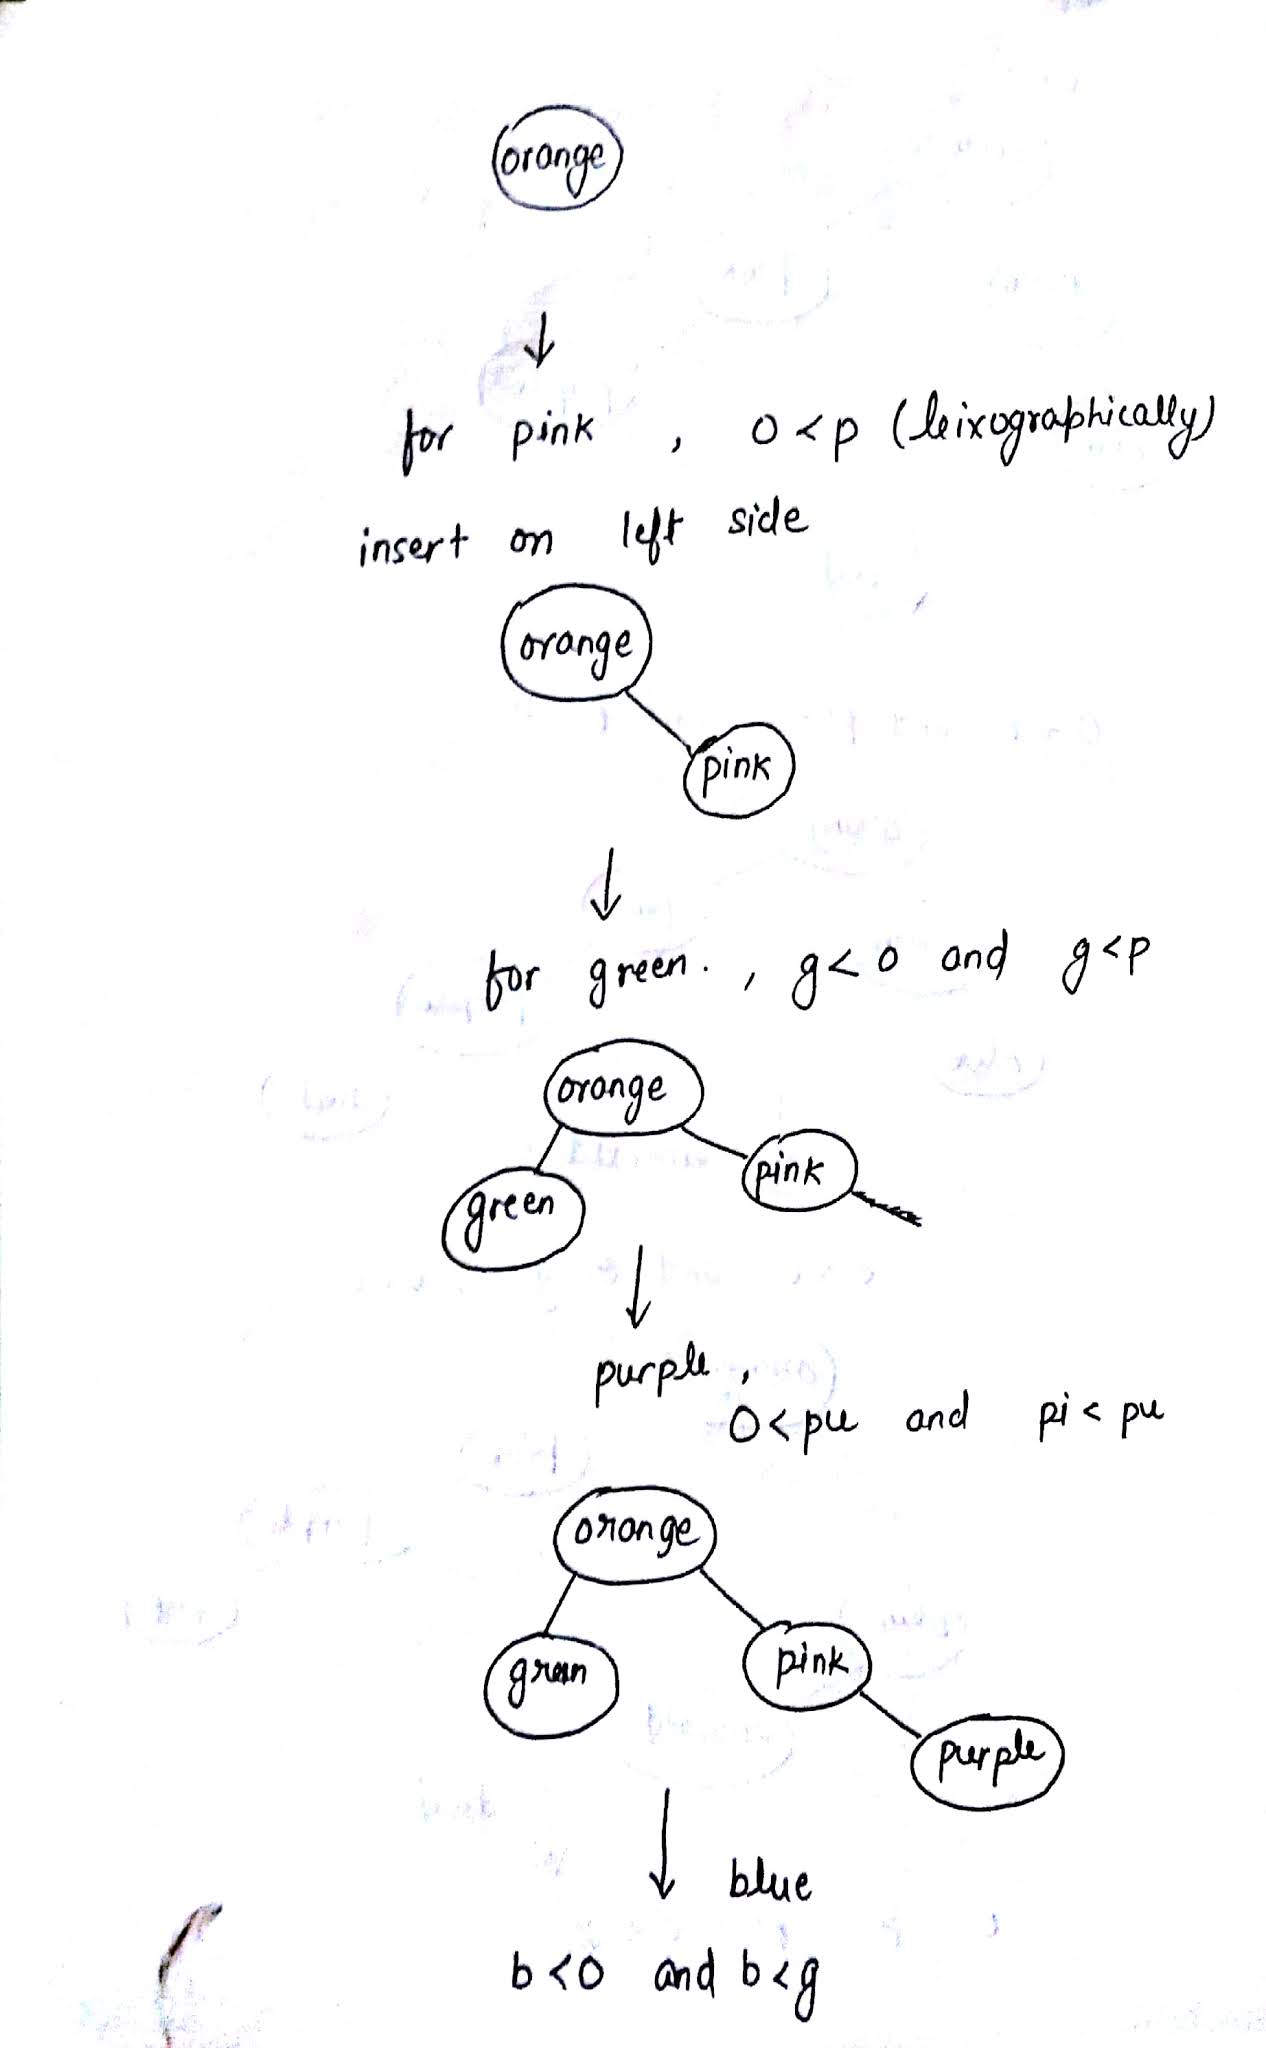 orange
for pink , o < p (leixographically)
insert on left side
orange
pink
for green. , g < o and g < p
orange
pink
green
purple ,
o < pu and pi < pu
orange
green
pink
purple
blue
b < o and b < g